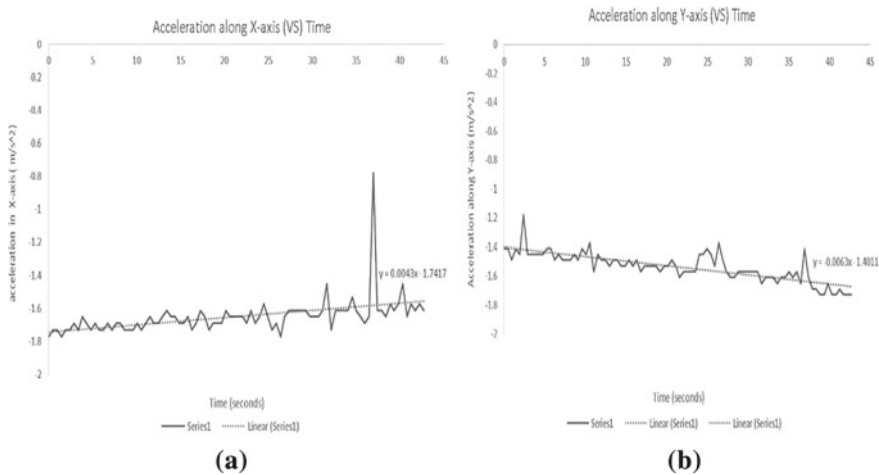 Acceleration along X-axis (VS) Time
0
0 5 10 15 20 25 30 35 40 45
-0.2
-0.4
-0.6
-0.8
-1
-1.2
-1.4
-1.6
-1.8
-2
acceleration in X-axis ( m/s^2 )
y = 0.0043x - 1.7417
Time (seconds)
Series1 Linear (Series1)
(a)
Acceleration along Y-axis (VS) Time
0
0 5 10 15 20 25 30 35 40 45
-0.2
-0.4
-0.6
-0.8
-1
-1.2
-1.4
-1.6
-1.8
-2
Acceleration along Y-axis (m/s^2)
y = -0.0063x - 1.4011
Time (seconds)
Series1 Linear (Series1) Linear (Series1)
(b)